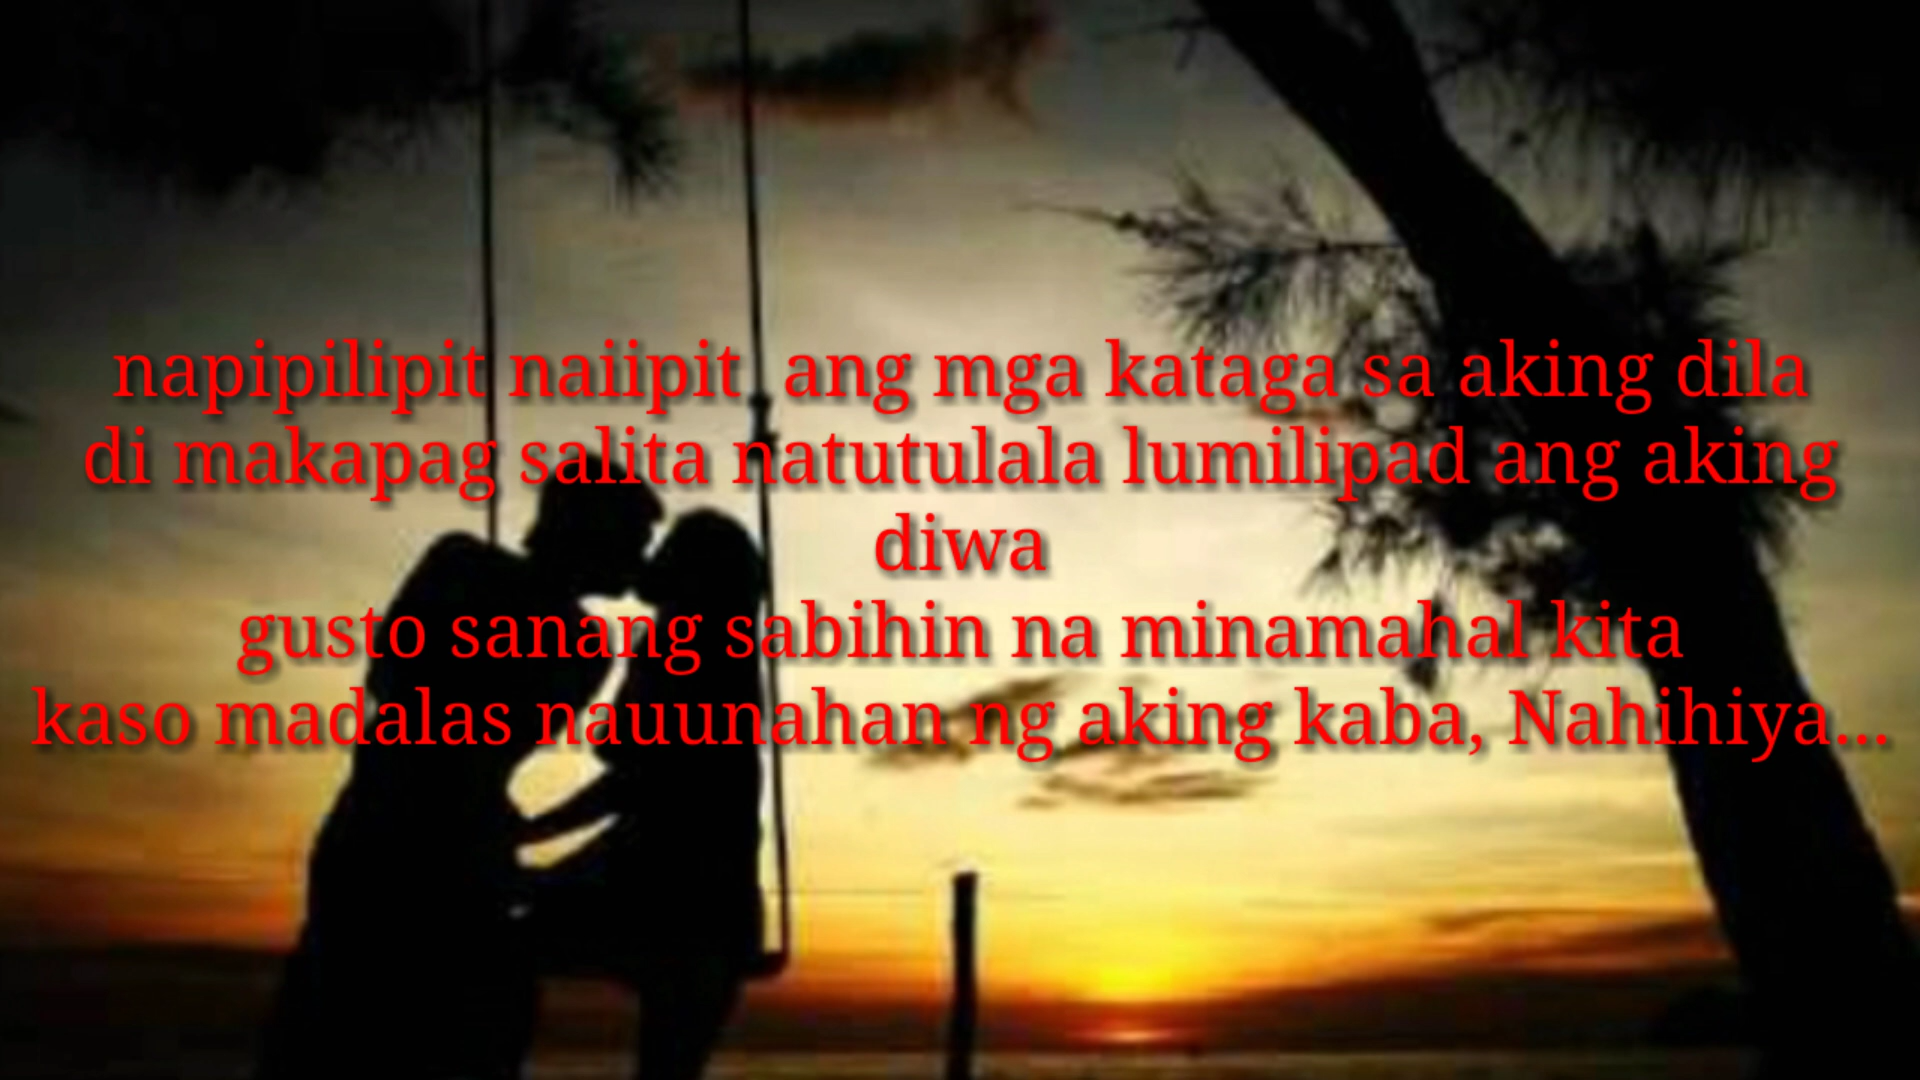 napipilipit naiipit  ang mga kataga sa aking dila
di makapag salita natutulala lumilipad ang aking
diwa
gusto sanang sabihin na minamahal kita
kaso madalas nauunahan ng aking kaba, Nahihiya...